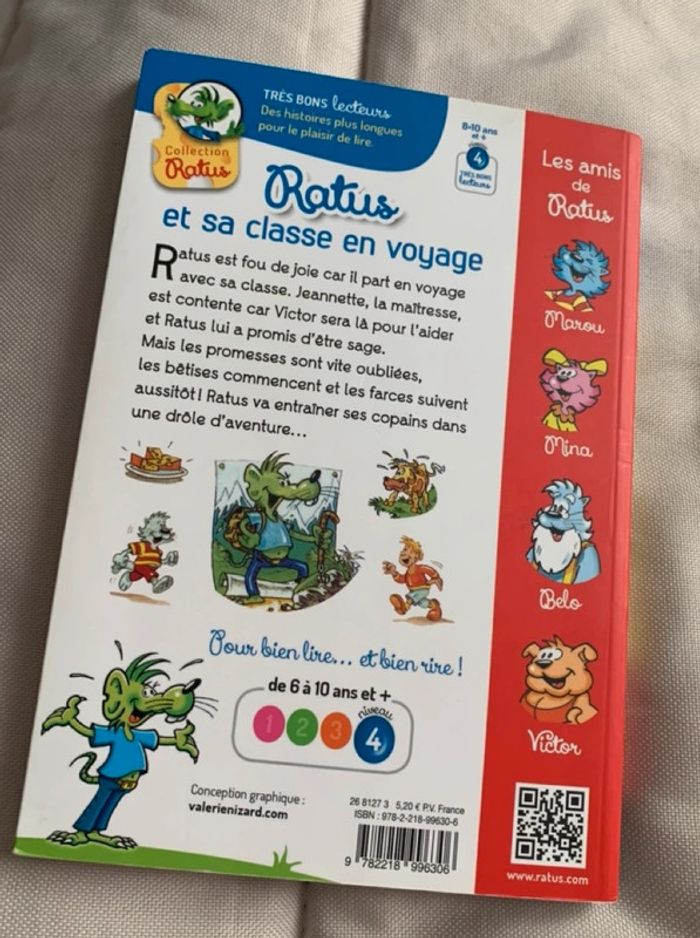 Collection
Ratus
TRÈS BONS lecteurs
Des histoires plus longues
pour le plaisir de lire.
8-10 ans
et +
niveau
4
TRÈS BONS
lecteurs
Ratus
et sa classe en voyage
Ratus est fou de joie car il part en voyage
avec sa classe. Jeannette, la maîtresse,
est contente car Victor sera là pour l'aider
et Ratus lui a promis d'être sage.
Mais les promesses sont vite oubliées,
les bêtises commencent et les farces suivent
aussitôt ! Ratus va entraîner ses copains dans
une drôle d'aventure...
Pour bien lire... et bien rire !
de 6 à 10 ans et +
niveau
1 2 3 4
Conception graphique :
valerienizard.com
26 8127 3 5,20 € P.V. France
ISBN : 978-2-218-99630-6
9 782218 996306
Les amis
de
Ratus
Marou
Mina
Belo
Victor
www.ratus.com